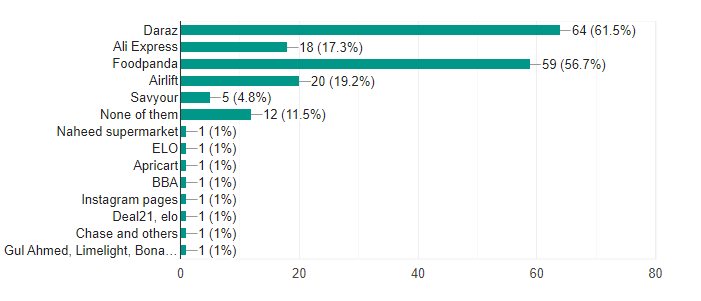 Daraz 64 (61.5%)
Ali Express 18 (17.3%)
Foodpanda 59 (56.7%)
Airlift 20 (19.2%)
Savyour 5 (4.8%)
None of them 12 (11.5%)
Naheed supermarket 1 (1%)
ELO 1 (1%)
Apricart 1 (1%)
BBA 1 (1%)
Instagram pages 1 (1%)
Deal21, elo 1 (1%)
Chase and others 1 (1%)
Gul Ahmed, Limelight, Bona... 1 (1%)
0 20 40 60 80